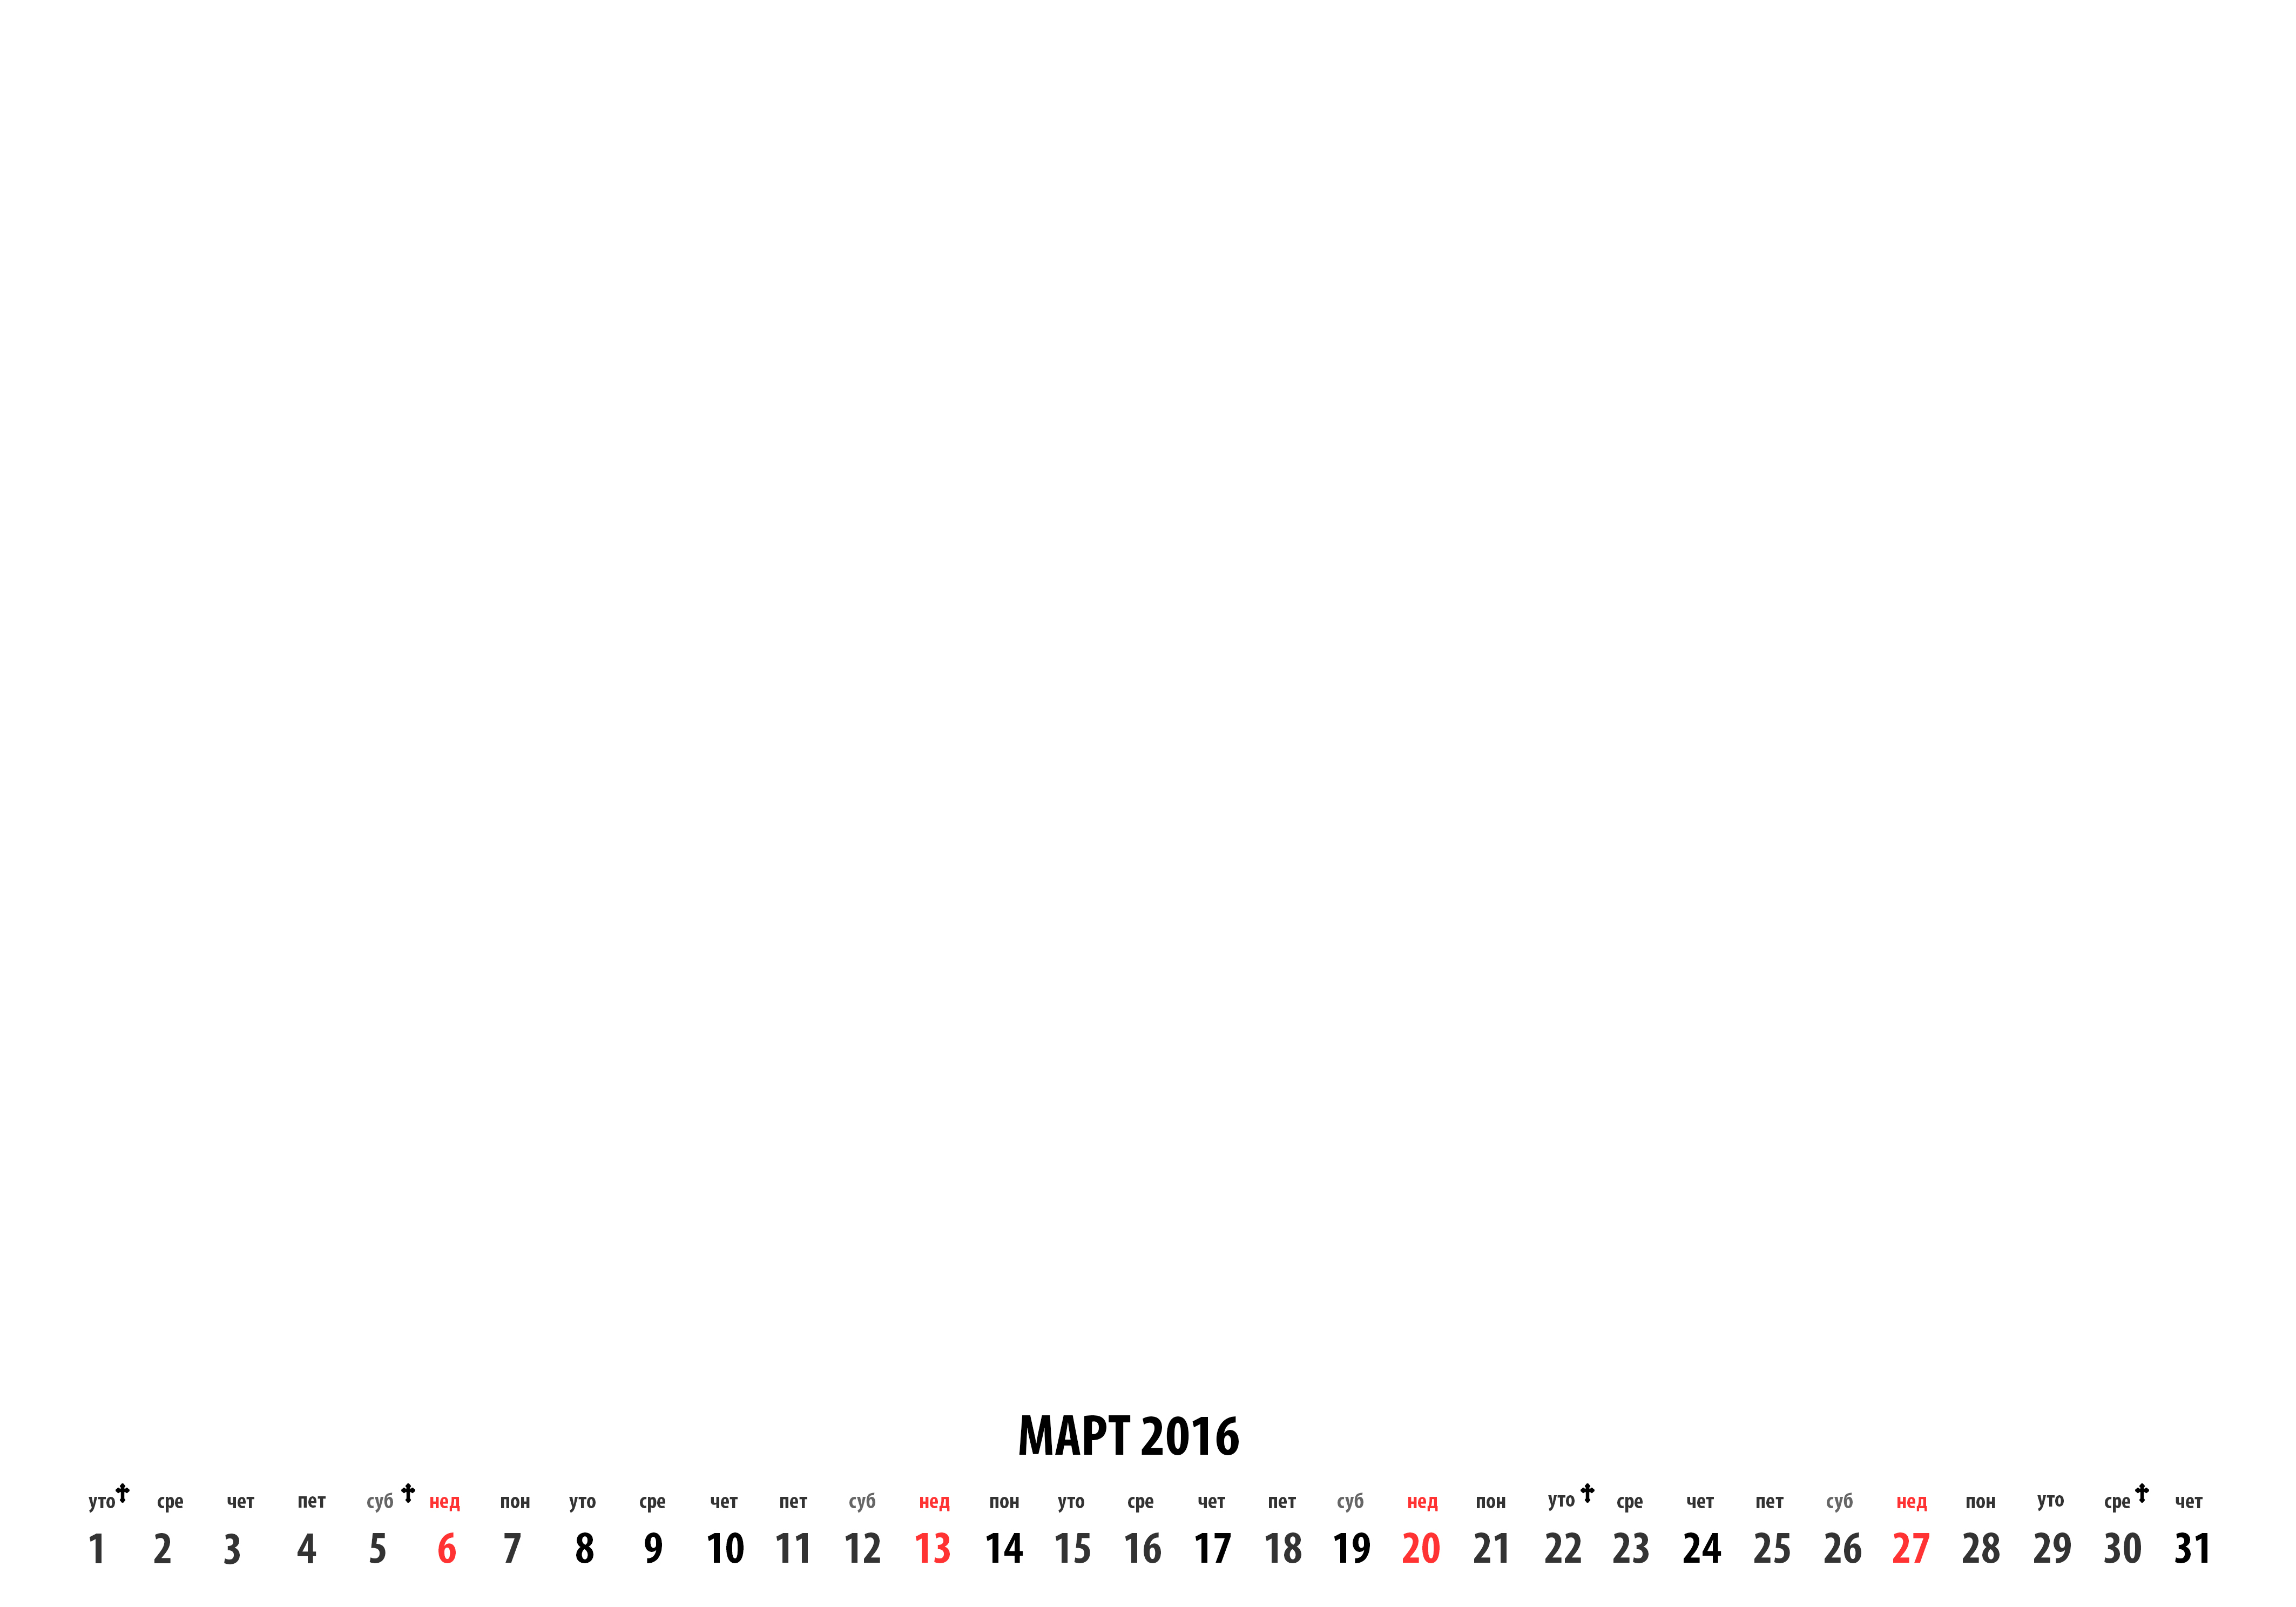 МАРТ 2016
уто сре чет пет суб нед пон уто сре чет пет суб нед пон уто сре чет пет суб нед пон уто сре чет пет суб нед пон уто сре чет
1 2 3 4 5 6 7 8 9 10 11 12 13 14 15 16 17 18 19 20 21 22 23 24 25 26 27 28 29 30 31